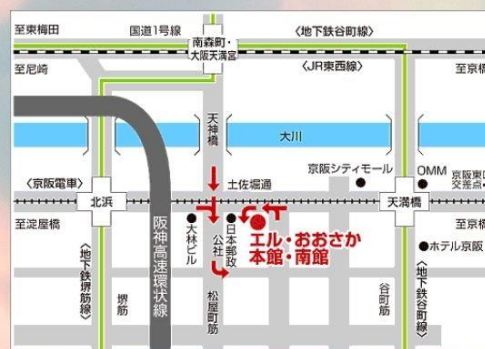 至東梅田
国道1号線
南森町・
大阪天満宮
〈地下鉄谷町線〉
至尼崎
〈JR東西線〉
至京橋
天神橋
大川
京阪シティモール
OMM
京阪東口
交差点
〈京阪電車〉
北浜
土佐堀通
天満橋
至淀屋橋
大林ビル
公社
日本郵政
エル・おおさか
本館・南館
至京橋
ホテル京阪
阪神高速環状線
〈地下鉄堺筋線〉
堺筋
松屋町筋
谷町筋
〈地下鉄谷町線〉